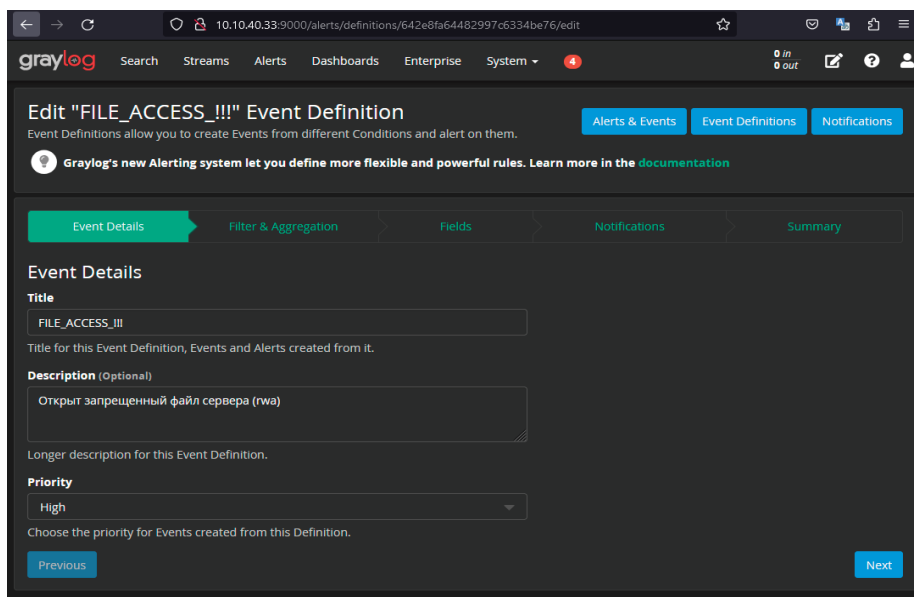 10.10.40.33:9000/alerts/definitions/642e8fa64482997c6334be76/edit
graylog Search Streams Alerts Dashboards Enterprise System 4 0 in
0 out
Edit "FILE_ACCESS_!!!" Event Definition
Event Definitions allow you to create Events from different Conditions and alert on them.
Alerts & Events Event Definitions Notifications
Graylog's new Alerting system let you define more flexible and powerful rules. Learn more in the documentation
Event Details Filter & Aggregation Fields Notifications Summary
Event Details
Title
FILE_ACCESS_!!!
Title for this Event Definition, Events and Alerts created from it.
Description (Optional)
Открыт запрещенный файл сервера (rwa)
Longer description for this Event Definition.
Priority
High
Choose the priority for Events created from this Definition.
Previous Next